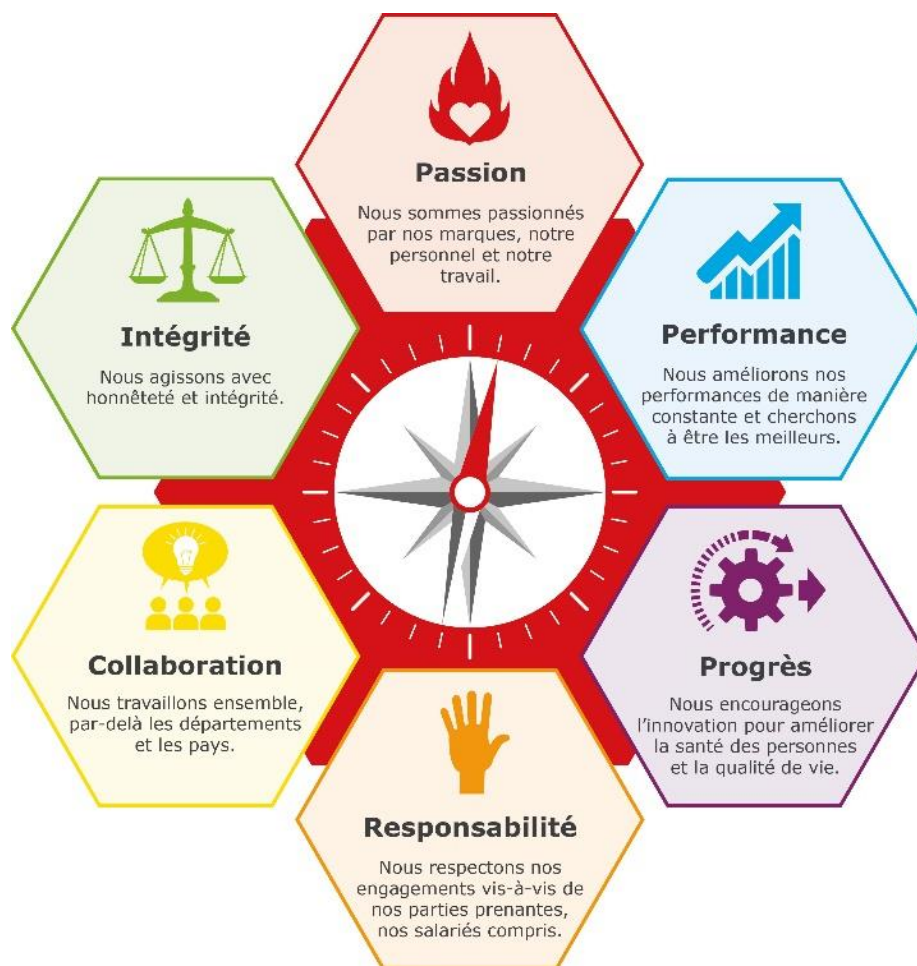 Passion
Nous sommes passionnés
par nos marques, notre
personnel et notre
travail.
Intégrité
Nous agissons avec
honnêteté et intégrité.
Performance
Nous améliorons nos
performances de manière
constante et cherchons
à être les meilleurs.
Collaboration
Nous travaillons ensemble,
par-delà les départements
et les pays.
Progrès
Nous encourageons
l'innovation pour améliorer
la santé des personnes
et la qualité de vie.
Responsabilité
Nous respectons nos
engagements vis-à-vis de
nos parties prenantes,
nos salariés compris.